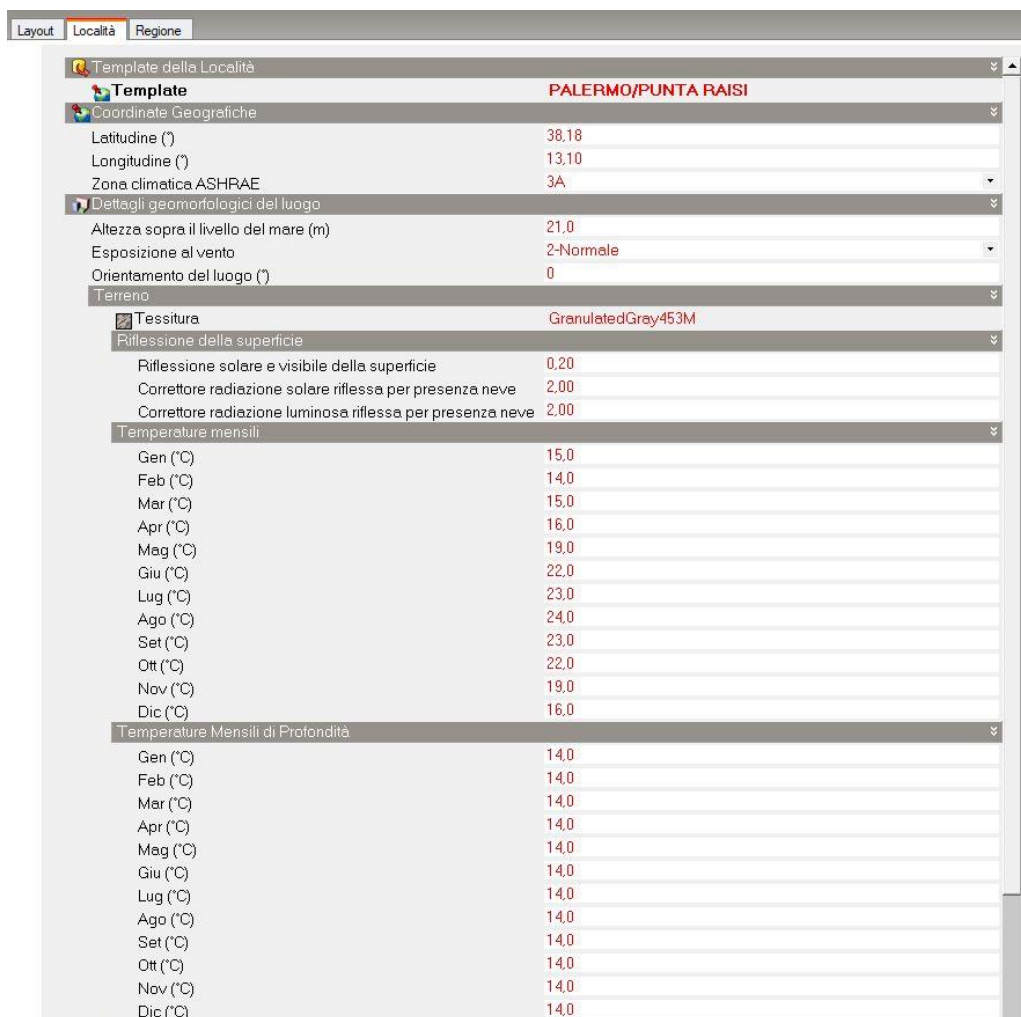 Layout Località Regione
Template della Località
Template PALERMO/PUNTA RAISI
Coordinate Geografiche
Latitudine (°) 38,18
Longitudine (°) 13,10
Zona climatica ASHRAE 3A
Dettagli geomorfologici del luogo
Altezza sopra il livello del mare (m) 21,0
Esposizione al vento 2-Normale
Orientamento del luogo (°) 0
Terreno
Tessitura GranulatedGray453M
Riflessione della superficie
Riflessione solare e visibile della superficie 0,20
Correttore radiazione solare riflessa per presenza neve 2,00
Correttore radiazione luminosa riflessa per presenza neve 2,00
Temperature mensili
Gen (°C) 15,0
Feb (°C) 14,0
Mar (°C) 15,0
Apr (°C) 16,0
Mag (°C) 19,0
Giu (°C) 22,0
Lug (°C) 23,0
Ago (°C) 24,0
Set (°C) 23,0
Ott (°C) 22,0
Nov (°C) 19,0
Dic (°C) 16,0
Temperature Mensili di Profondità
Gen (°C) 14,0
Feb (°C) 14,0
Mar (°C) 14,0
Apr (°C) 14,0
Mag (°C) 14,0
Giu (°C) 14,0
Lug (°C) 14,0
Ago (°C) 14,0
Set (°C) 14,0
Ott (°C) 14,0
Nov (°C) 14,0
Dic (°C) 14,0